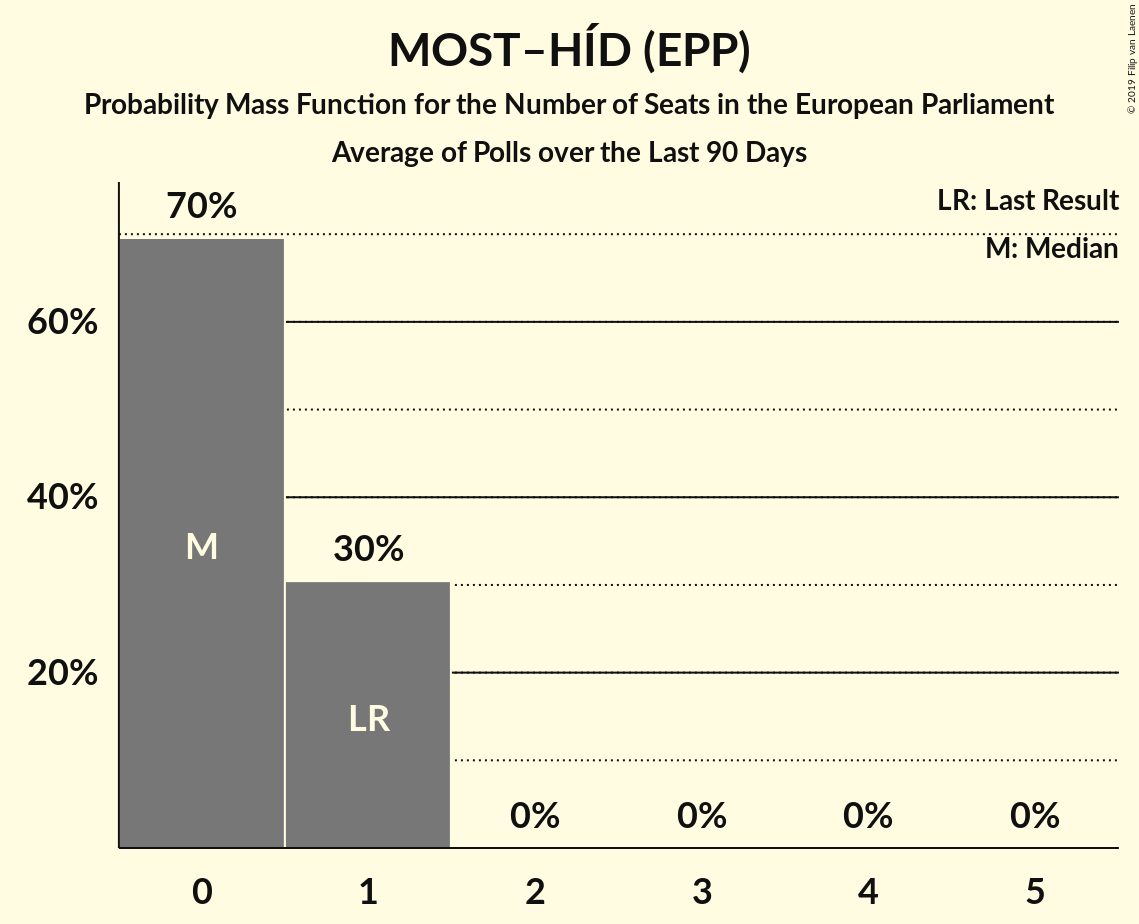 MOST–HÍD (EPP)
Probability Mass Function for the Number of Seats in the European Parliament
Average of Polls over the Last 90 Days
© 2019 Filip van Laenen
LR: Last Result
M: Median
70%
60%
40%
30%
20%
M
LR
0%
0%
0%
0%
0
1
2
3
4
5